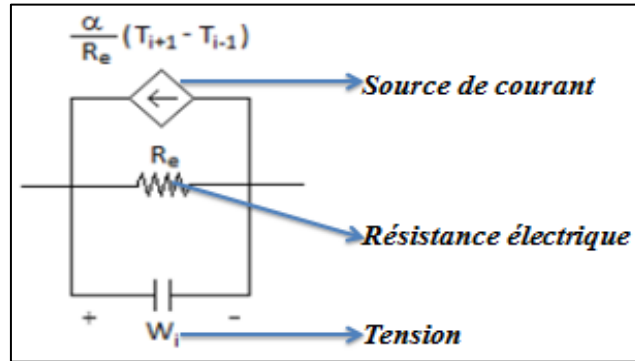 α/Re (Ti+1 - Ti-1)
Source de courant
Re
Résistance électrique
+ Wi −
Tension